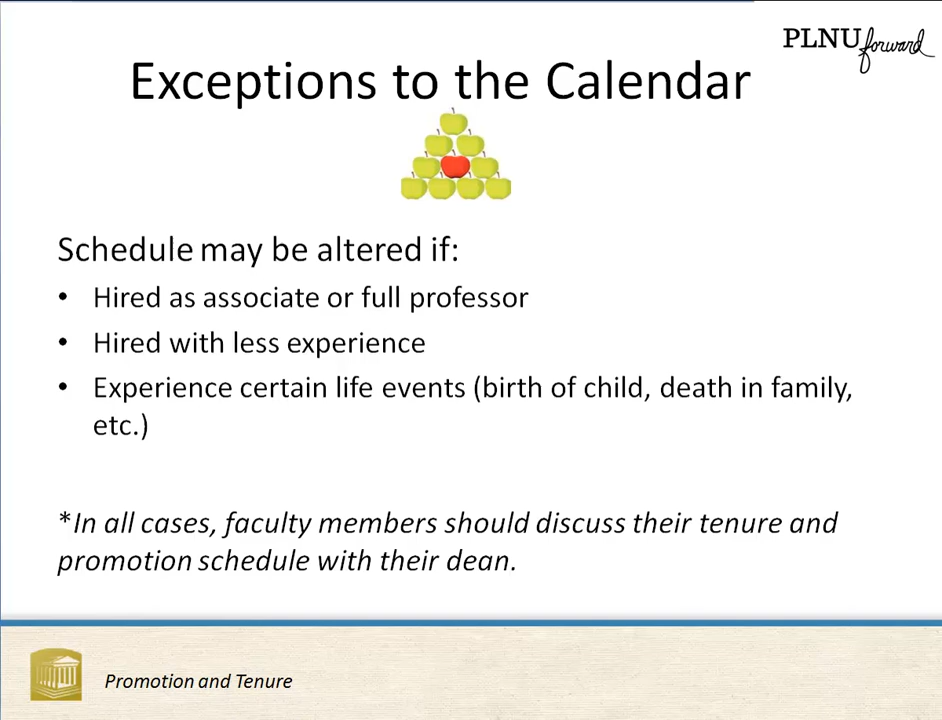 PLNU forward
Exceptions to the Calendar
Schedule may be altered if:
• Hired as associate or full professor
• Hired with less experience
• Experience certain life events (birth of child, death in family,
etc.)
*In all cases, faculty members should discuss their tenure and
promotion schedule with their dean.
Promotion and Tenure